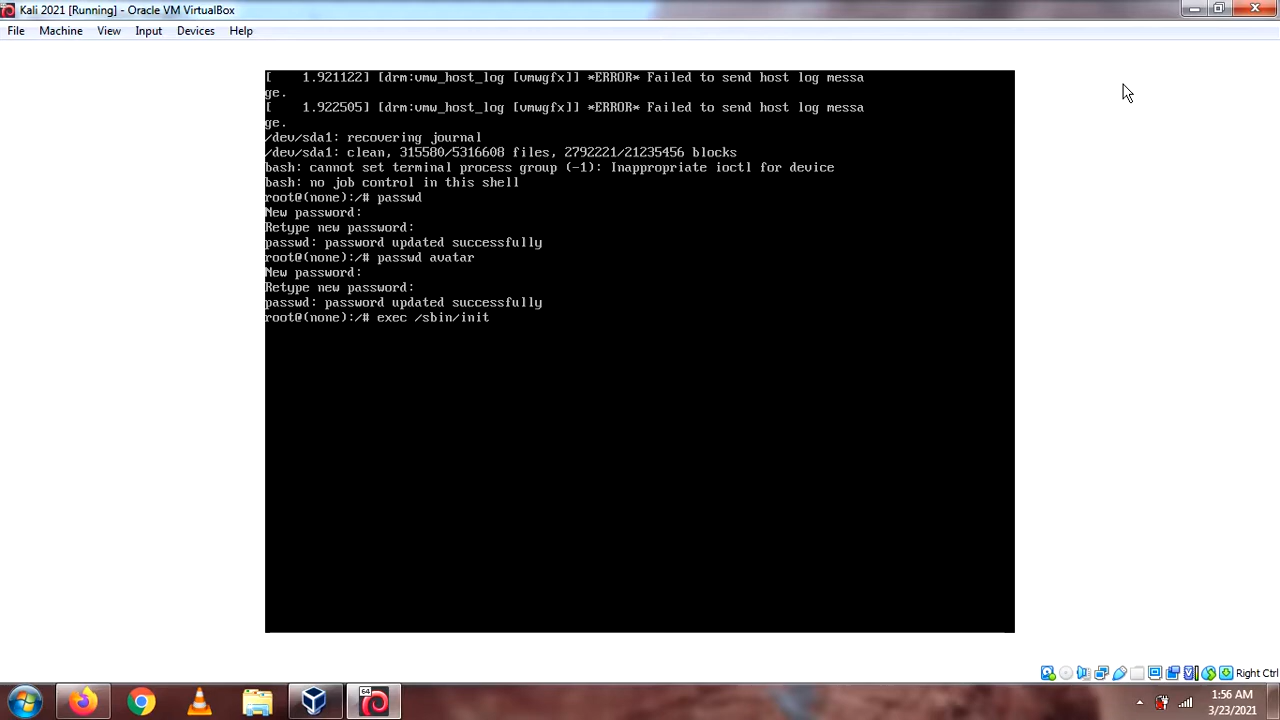 Kali 2021 [Running] - Oracle VM VirtualBox
File Machine View Input Devices Help
[    1.921122] [drm:vmw_host_log [vmwgfx]] *ERROR* Failed to send host log messa
ge.
[    1.922505] [drm:vmw_host_log [vmwgfx]] *ERROR* Failed to send host log messa
ge.
/dev/sda1: recovering journal
/dev/sda1: clean, 315580/5316608 files, 2792221/21235456 blocks
bash: cannot set terminal process group (-1): Inappropriate ioctl for device
bash: no job control in this shell
root@(none):/# passwd
New password:
Retype new password:
passwd: password updated successfully
root@(none):/# passwd avatar
New password:
Retype new password:
passwd: password updated successfully
root@(none):/# exec /sbin/init
Right Ctrl
64
1:56 AM
3/23/2021